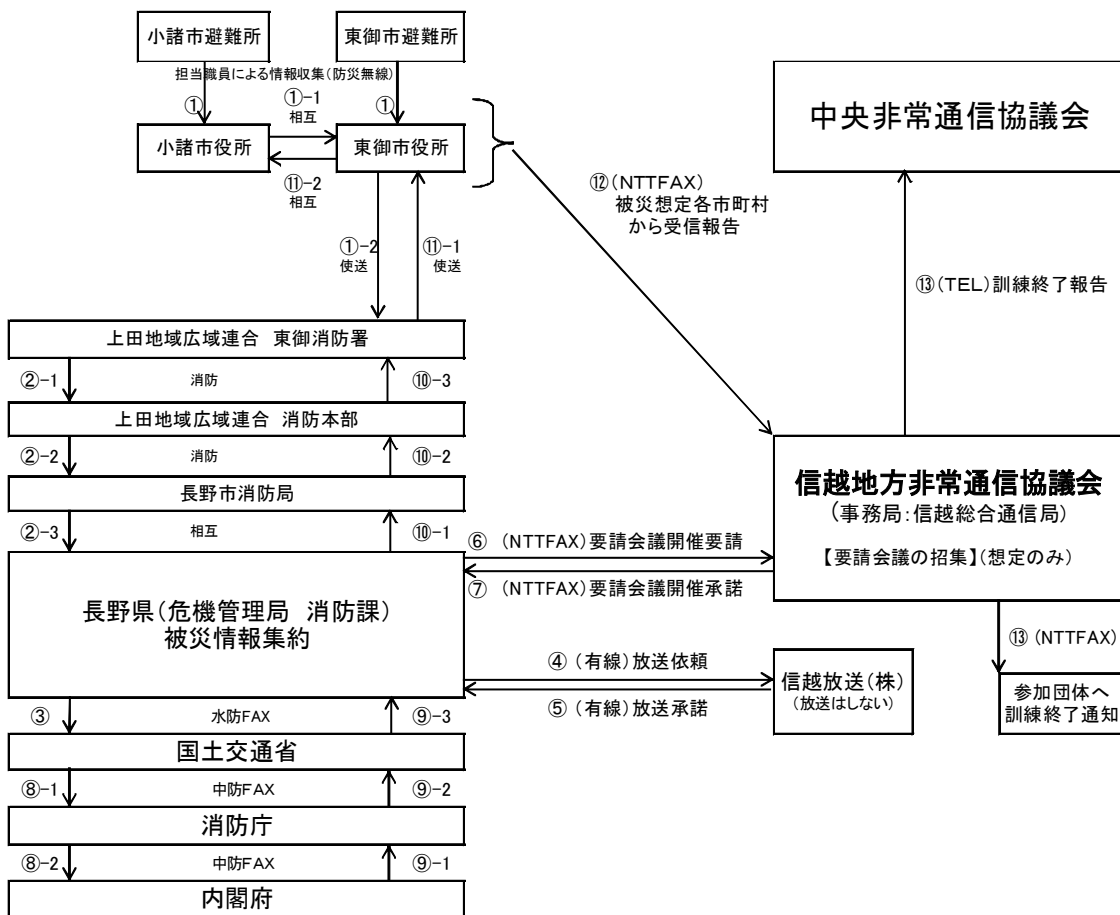 小諸市避難所
東御市避難所
担当職員による情報収集(防災無線)
①
①-1
相互
①
小諸市役所
東御市役所
⑪-2
相互
①-2
使送
⑪-1
使送
⑫(NTTFAX)
被災想定各市町村
から受信報告
中央非常通信協議会
⑬(TEL)訓練終了報告
上田地域広域連合 東御消防署
②-1
消防
⑩-3
上田地域広域連合 消防本部
②-2
消防
⑩-2
長野市消防局
②-3
相互
⑩-1
長野県(危機管理局 消防課)
被災情報集約
⑥ (NTTFAX)要請会議開催要請
⑦ (NTTFAX)要請会議開催承諾
信越地方非常通信協議会
(事務局:信越総合通信局)
【要請会議の招集】(想定のみ)
④ (有線)放送依頼
⑤ (有線)放送承諾
信越放送(株)
(放送はしない)
⑬ (NTTFAX)
参加団体へ
訓練終了通知
③
水防FAX
⑨-3
国土交通省
⑧-1
中防FAX
⑨-2
消防庁
⑧-2
中防FAX
⑨-1
内閣府